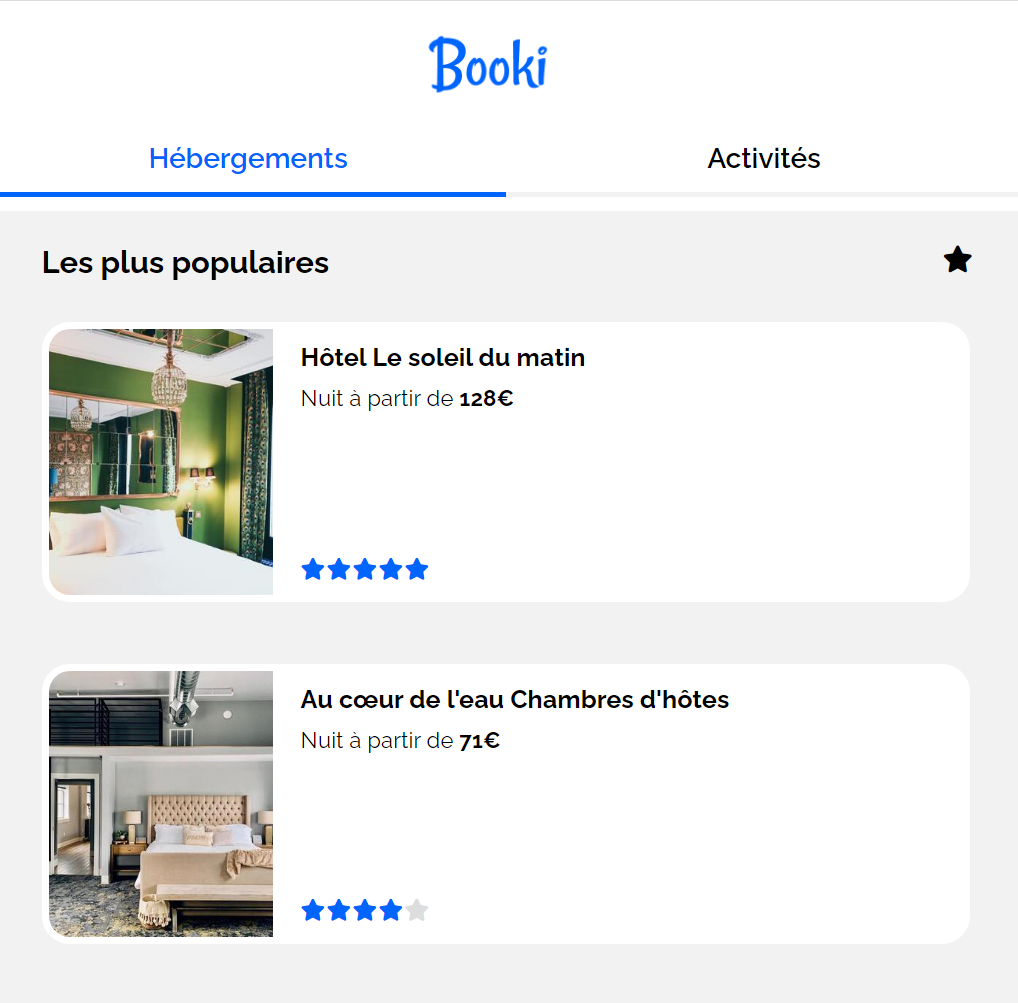 Booki
Hébergements
Activités
Les plus populaires
Hôtel Le soleil du matin
Nuit à partir de 128€
Au cœur de l'eau Chambres d'hôtes
Nuit à partir de 71€